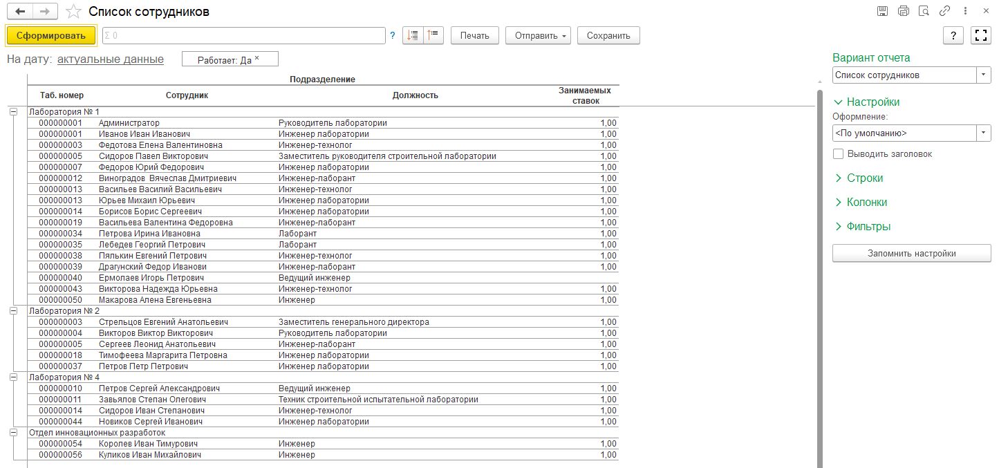 Список сотрудников
Сформировать Σ 0 ? Печать Отправить Сохранить ?
На дату: актуальные данные Работает: Да ×
Вариант отчета
Список сотрудников
Настройки
Оформление:
<По умолчанию>
Выводить заголовок
Строки
Колонки
Фильтры
Запомнить настройки
Подразделение
Таб. номер Сотрудник Должность Занимаемых ставок
Лаборатория № 1
000000001 Администратор Руководитель лаборатории 1,00
000000001 Иванов Иван Иванович Инженер лаборатории 1,00
000000003 Федотова Елена Валентиновна Инженер-технолог 1,00
000000005 Сидоров Павел Викторович Заместитель руководителя строительной лаборатории 1,00
000000007 Федоров Юрий Федорович Инженер лаборатории 1,00
000000012 Виноградов Вячеслав Дмитриевич Инженер-лаборант 1,00
000000013 Васильев Василий Васильевич Инженер-технолог 1,00
000000013 Юрьев Михаил Юрьевич Инженер лаборатории 1,00
000000014 Борисов Борис Сергеевич Инженер лаборатории 1,00
000000019 Васильева Валентина Федоровна Инженер-лаборант 1,00
000000034 Петрова Ирина Ивановна Лаборант 1,00
000000035 Лебедев Георгий Петрович Лаборант 1,00
000000038 Пялькин Евгений Петрович Инженер-технолог 1,00
000000039 Драгунский Федор Иванови Инженер-лаборант 1,00
000000040 Ермолаев Игорь Петрович Ведущий инженер
000000043 Викторова Надежда Юрьевна Инженер-технолог 1,00
000000050 Макарова Алена Евгеньевна Инженер 1,00
Лаборатория № 2
000000003 Стрельцов Евгений Анатольевич Заместитель генерального директора 1,00
000000004 Викторов Виктор Викторович Руководитель лаборатории 1,00
000000005 Сергеев Леонид Анатольевич Инженер-лаборант 1,00
000000018 Тимофеева Маргарита Петровна Инженер лаборатории 1,00
000000037 Петров Петр Петрович Инженер лаборатории 1,00
Лаборатория № 4
000000010 Петров Сергей Александрович Ведущий инженер 1,00
000000011 Завьялов Степан Олегович Техник строительной испытательной лаборатории 1,00
000000014 Сидоров Иван Степанович Инженер-технолог 1,00
000000044 Новиков Сергей Иванович Инженер лаборатории 1,00
Отдел инновационных разработок
000000054 Королев Иван Тимурович Инженер 1,00
000000056 Куликов Иван Михайлович Инженер 1,00